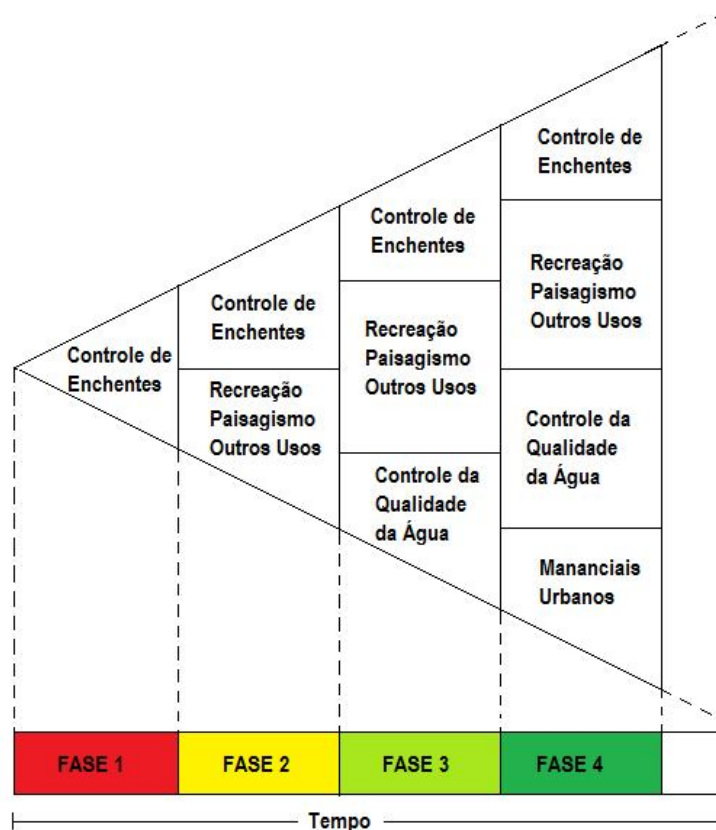 Controle de
Enchentes
Controle de
Enchentes
Recreação
Paisagismo
Outros Usos
Controle de
Enchentes
Recreação
Paisagismo
Outros Usos
Controle da
Qualidade
da Água
Controle de
Enchentes
Recreação
Paisagismo
Outros Usos
Controle da
Qualidade
da Água
Mananciais
Urbanos
FASE 1
FASE 2
FASE 3
FASE 4
Tempo